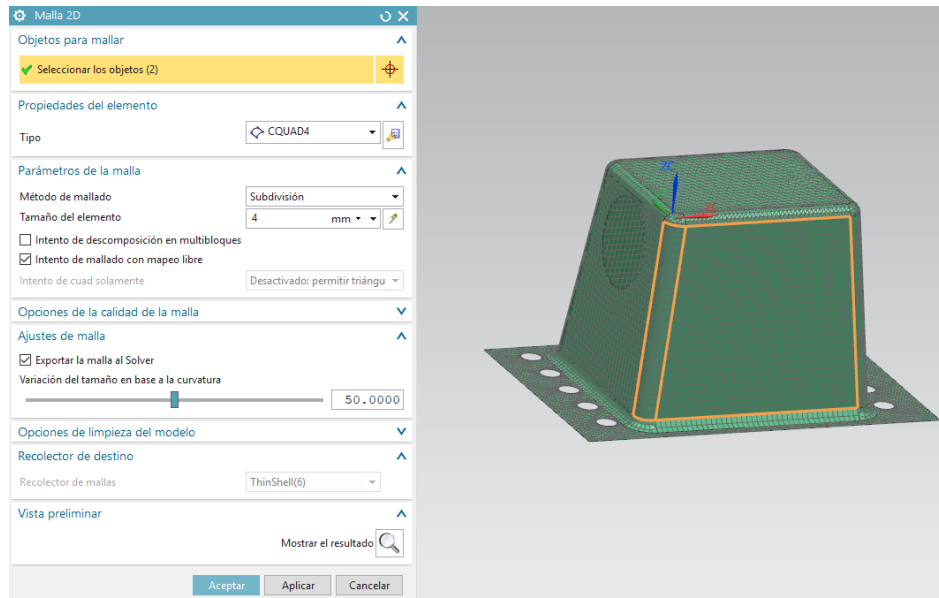 Malla 2D
Objetos para mallar
Seleccionar los objetos (2)
Propiedades del elemento
Tipo
CQUAD4
Parámetros de la malla
Método de mallado
Subdivisión
Tamaño del elemento
4 mm
Intento de descomposición en multibloques
Intento de mallado con mapeo libre
Intento de cuad solamente
Desactivado: permitir triángu
Opciones de la calidad de la malla
Ajustes de malla
Exportar la malla al Solver
Variación del tamaño en base a la curvatura
50.0000
Opciones de limpieza del modelo
Recolector de destino
Recolector de mallas
ThinShell(6)
Vista preliminar
Mostrar el resultado
Aceptar
Aplicar
Cancelar
ZC